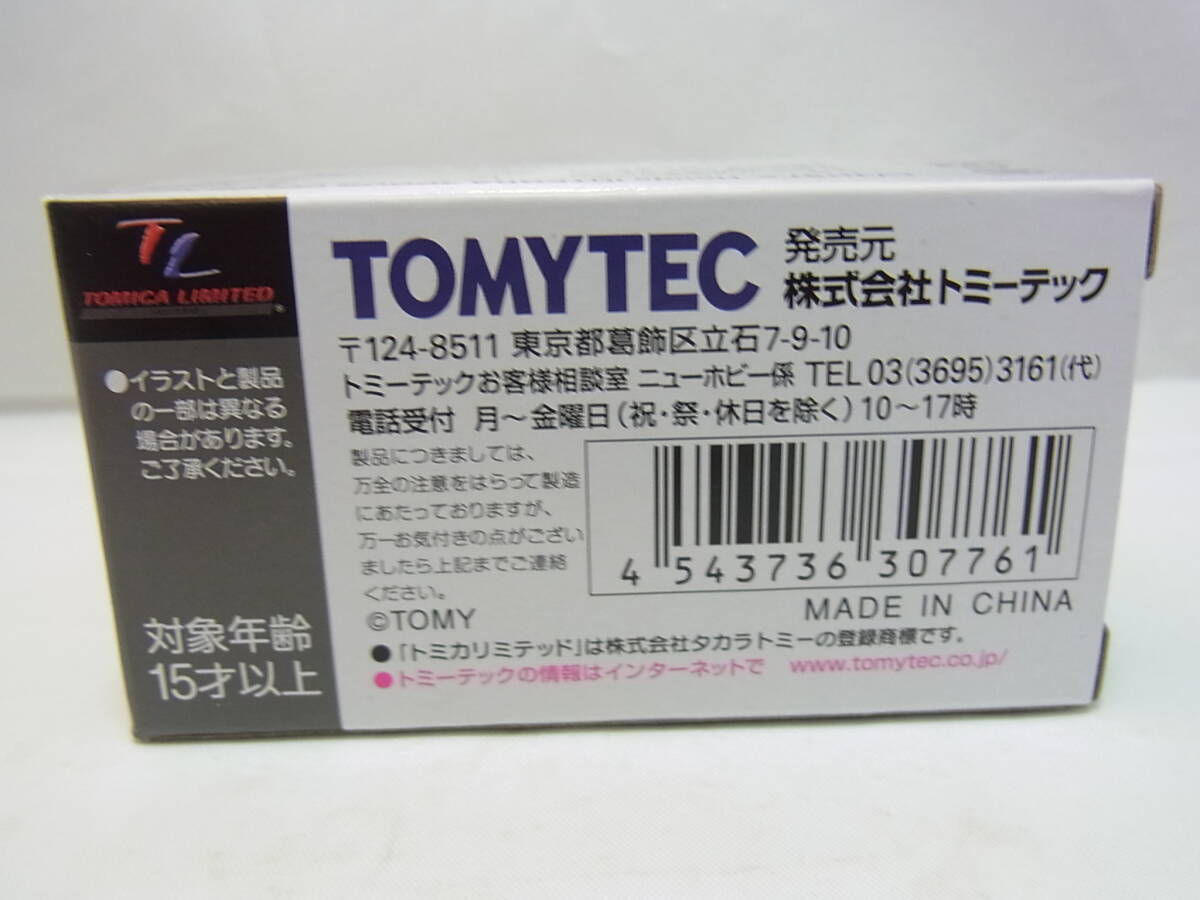 TL
TOMICA LIMITED
●イラストと製品
の一部は異なる
場合があります。
ご了承ください。
対象年齢
15才以上
TOMYTEC
発売元
株式会社トミーテック
〒124-8511 東京都葛飾区立石7-9-10
トミーテックお客様相談室 ニューホビー係 TEL 03(3695)3161(代)
電話受付 月～金曜日(祝・祭・休日を除く)10～17時
製品につきましては、
万全の注意をはらって製造
にあたっておりますが、
万一お気付きの点がござい
ましたら上記までご連絡
ください。
4 543736 307761
©TOMY
MADE IN CHINA
●「トミカリミテッド」は株式会社タカラトミーの登録商標です。
●トミーテックの情報はインターネットで www.tomytec.co.jp/